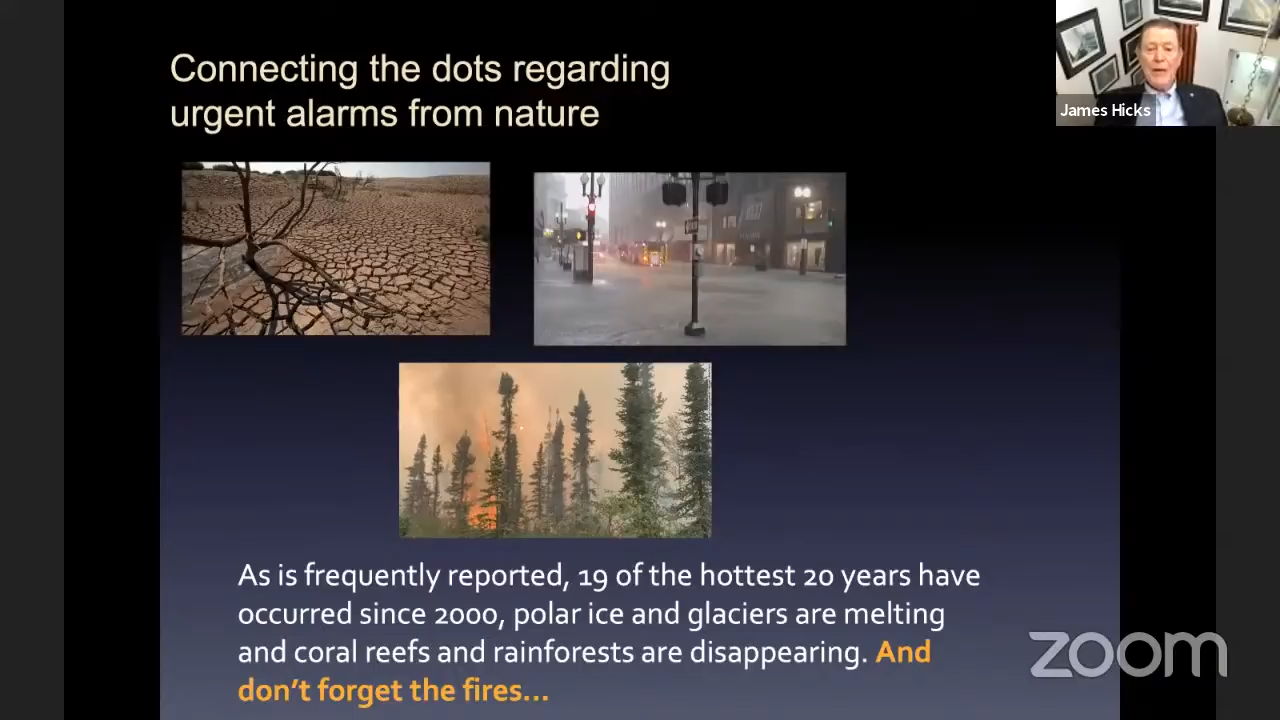 Connecting the dots regarding
urgent alarms from nature
James Hicks
As is frequently reported, 19 of the hottest 20 years have
occurred since 2000, polar ice and glaciers are melting
and coral reefs and rainforests are disappearing. And
don't forget the fires...
zoom